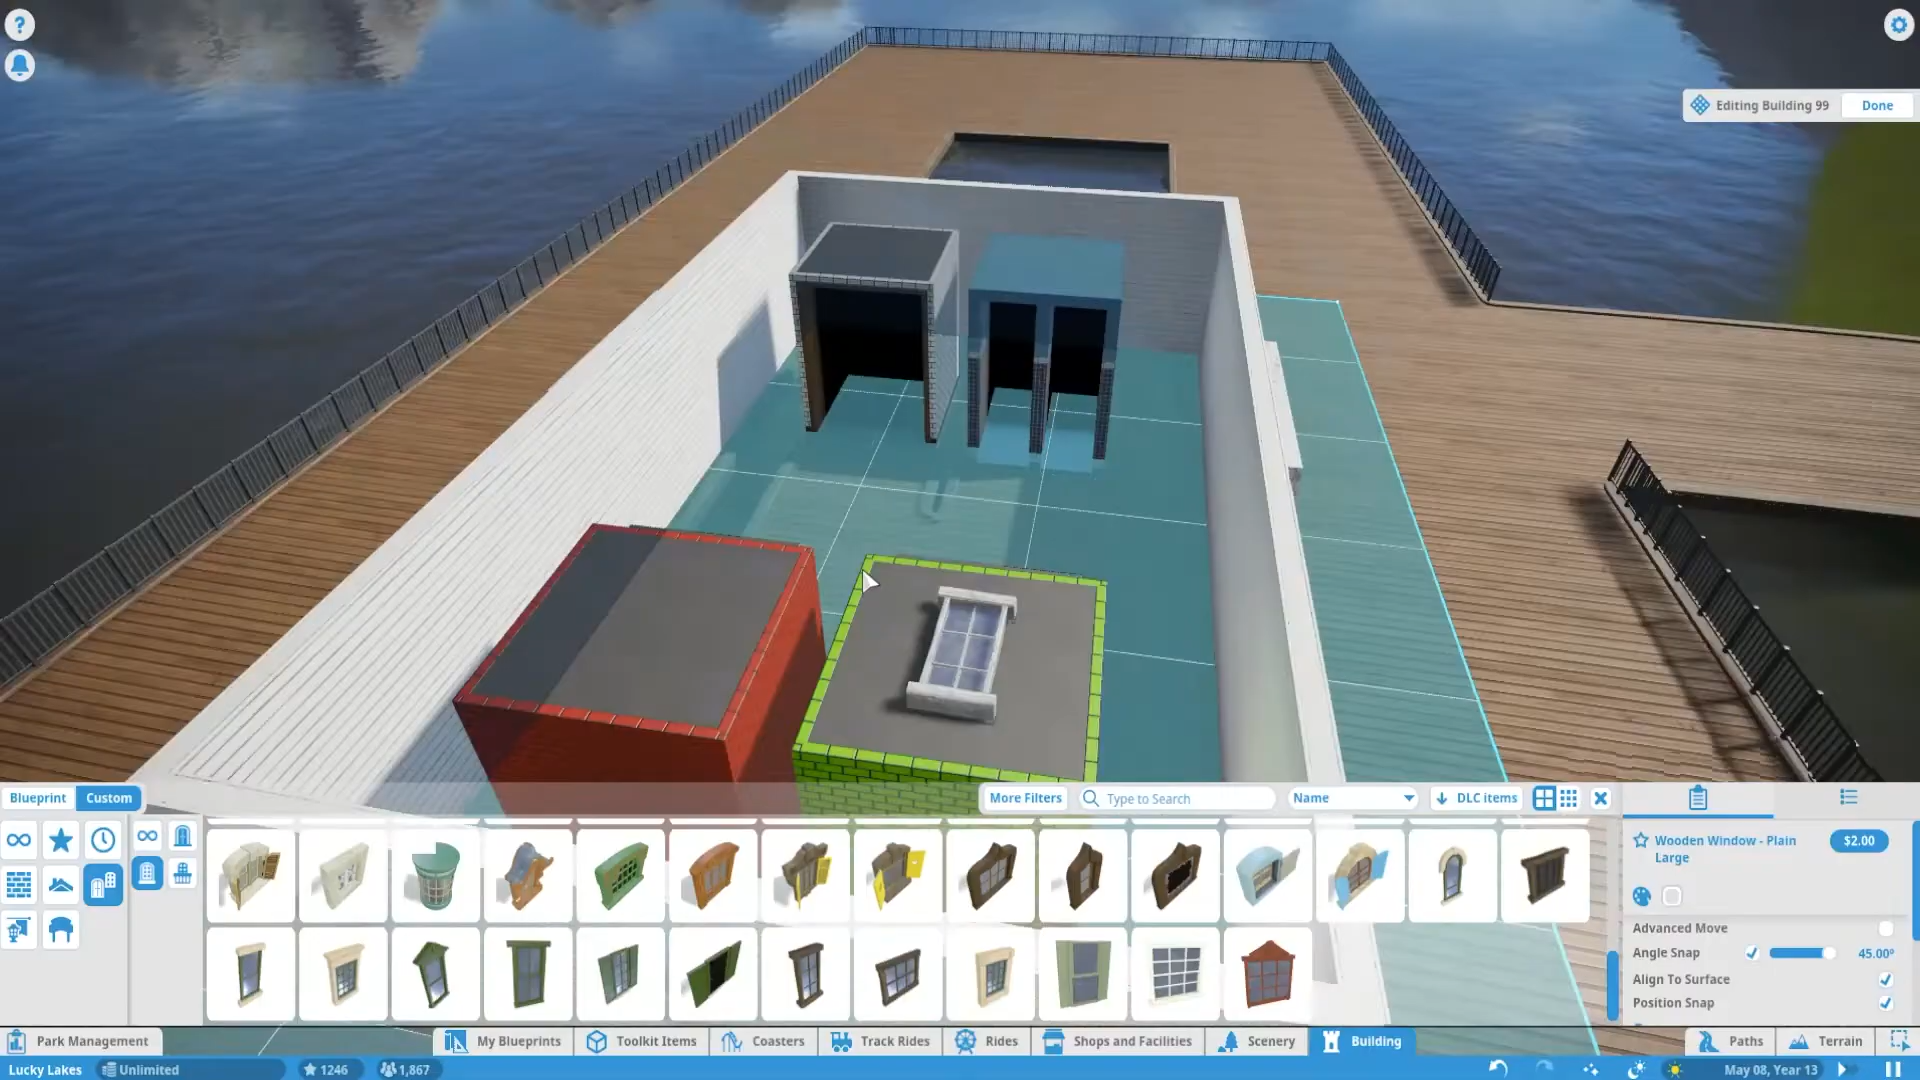 ?
Editing Building 99 Done
Blueprint Custom More Filters Type to Search Name DLC items
Wooden Window - Plain Large $2.00
Advanced Move
Angle Snap 45.00°
Align To Surface
Position Snap
Park Management My Blueprints Toolkit Items Coasters Track Rides Rides Shops and Facilities Scenery Building Paths Terrain
Lucky Lakes Unlimited 1246 1,867 May 08, Year 13